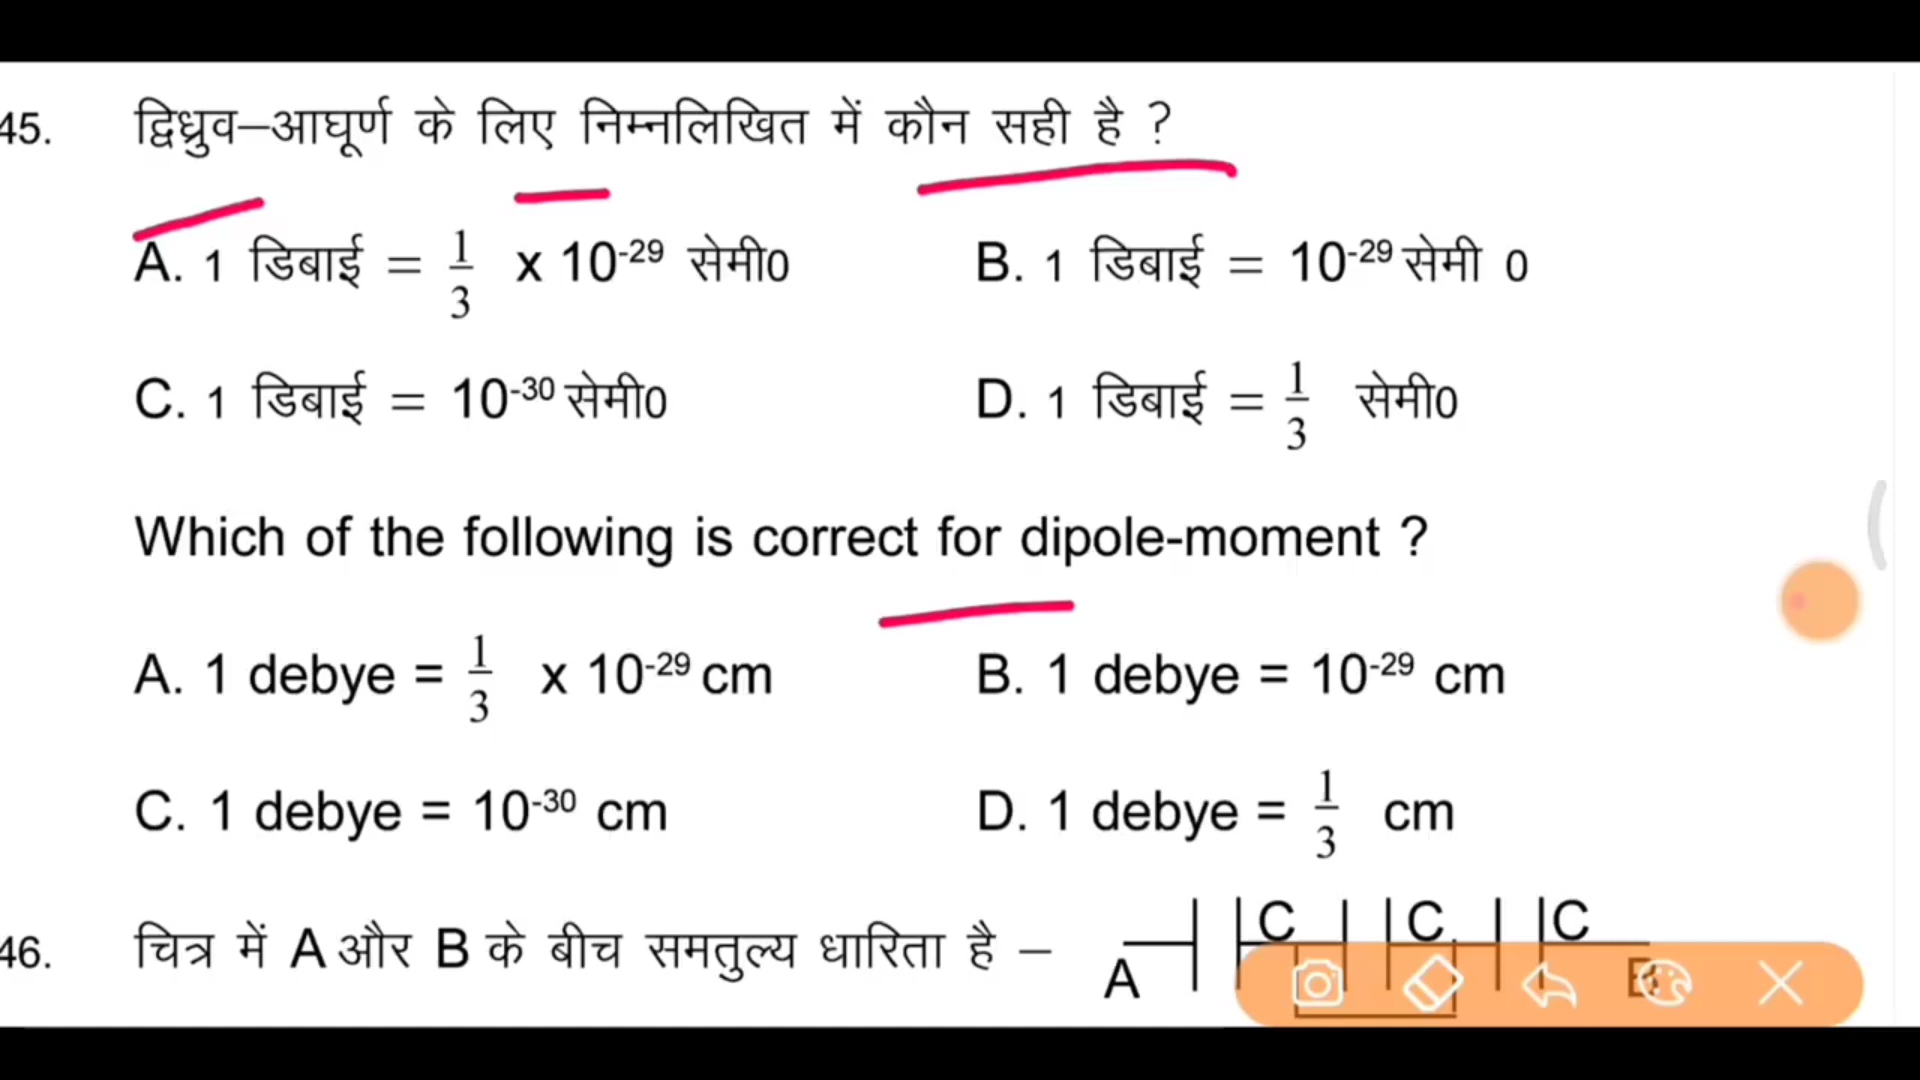 45. द्विध्रुव–आघूर्ण के लिए निम्नलिखित में कौन सही है ?
A. 1 डिबाई = 1/3 x 10-29 सेमी0 B. 1 डिबाई = 10-29 सेमी 0
C. 1 डिबाई = 10-30 सेमी0 D. 1 डिबाई = 1/3 सेमी0
Which of the following is correct for dipole-moment ?
A. 1 debye = 1/3 x 10-29 cm B. 1 debye = 10-29 cm
C. 1 debye = 10-30 cm D. 1 debye = 1/3 cm
46. चित्र में A और B के बीच समतुल्य धारिता है –
C C C
A B